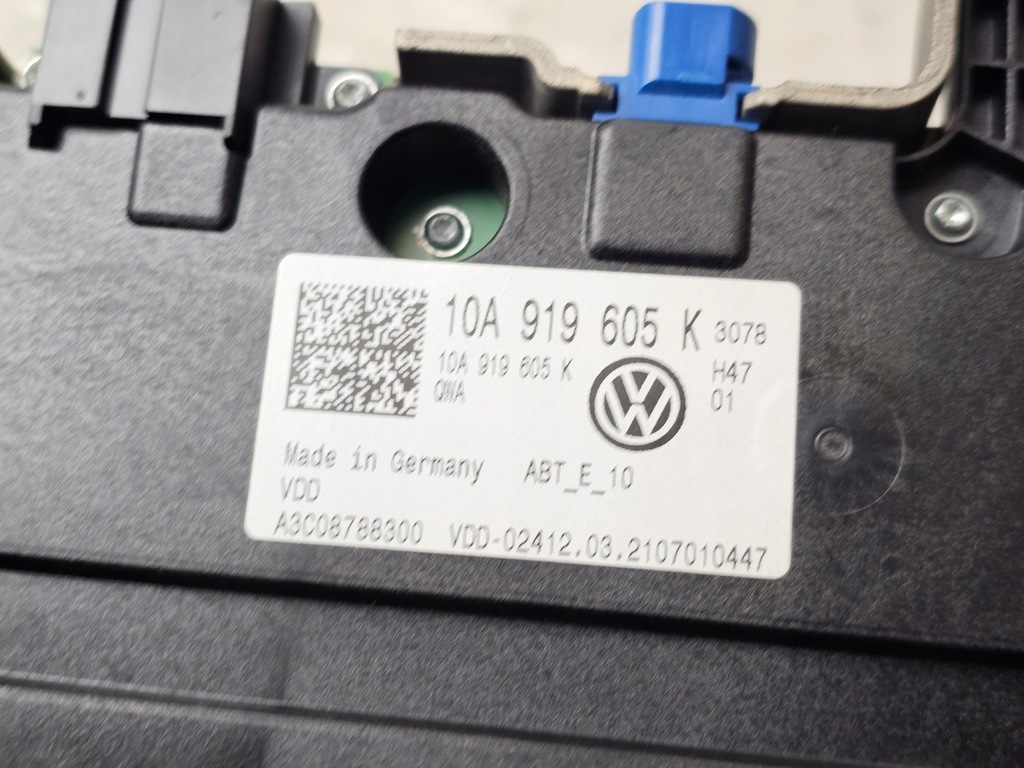 10A 919 605 K 3078
10A 919 605 K H47
QWA 01
Made in Germany ABT_E_10
VDD
A3C08788300 VDD-02412.03.2107010447